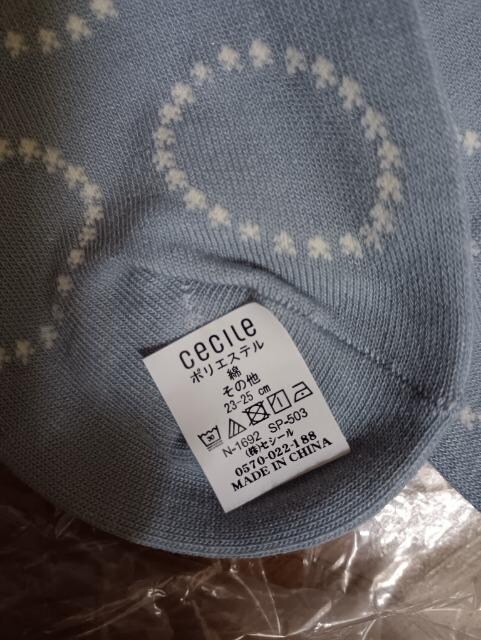 cecile
ポリエステル
綿
その他
23-25 cm
30
N-1692 SP-503
(株)セシール
0570-022-188
MADE IN CHINA